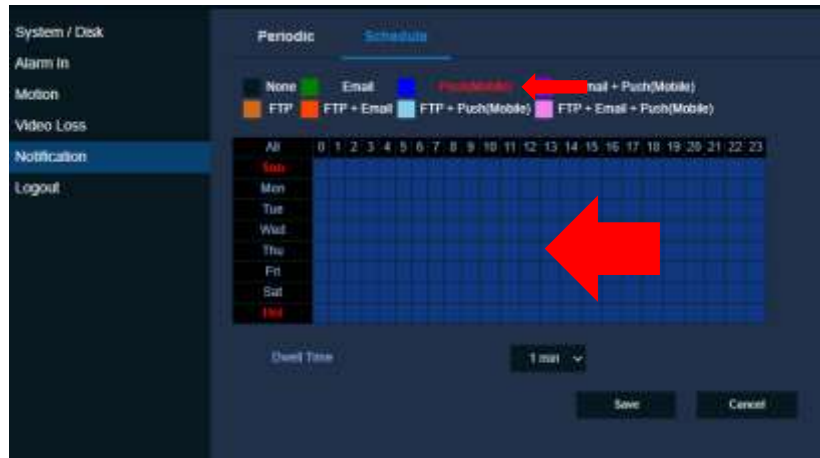 System / Disk
Alarm In
Motion
Video Loss
Notification
Logout
Periodic Schedule
None Email Push(Mobile) Email + Push(Mobile)
FTP FTP + Email FTP + Push(Mobile) FTP + Email + Push(Mobile)
All 0 1 2 3 4 5 6 7 8 9 10 11 12 13 14 15 16 17 18 19 20 21 22 23
Sun
Mon
Tue
Wed
Thu
Fri
Sat
Hol
Dwell Time 1 min
Save Cancel